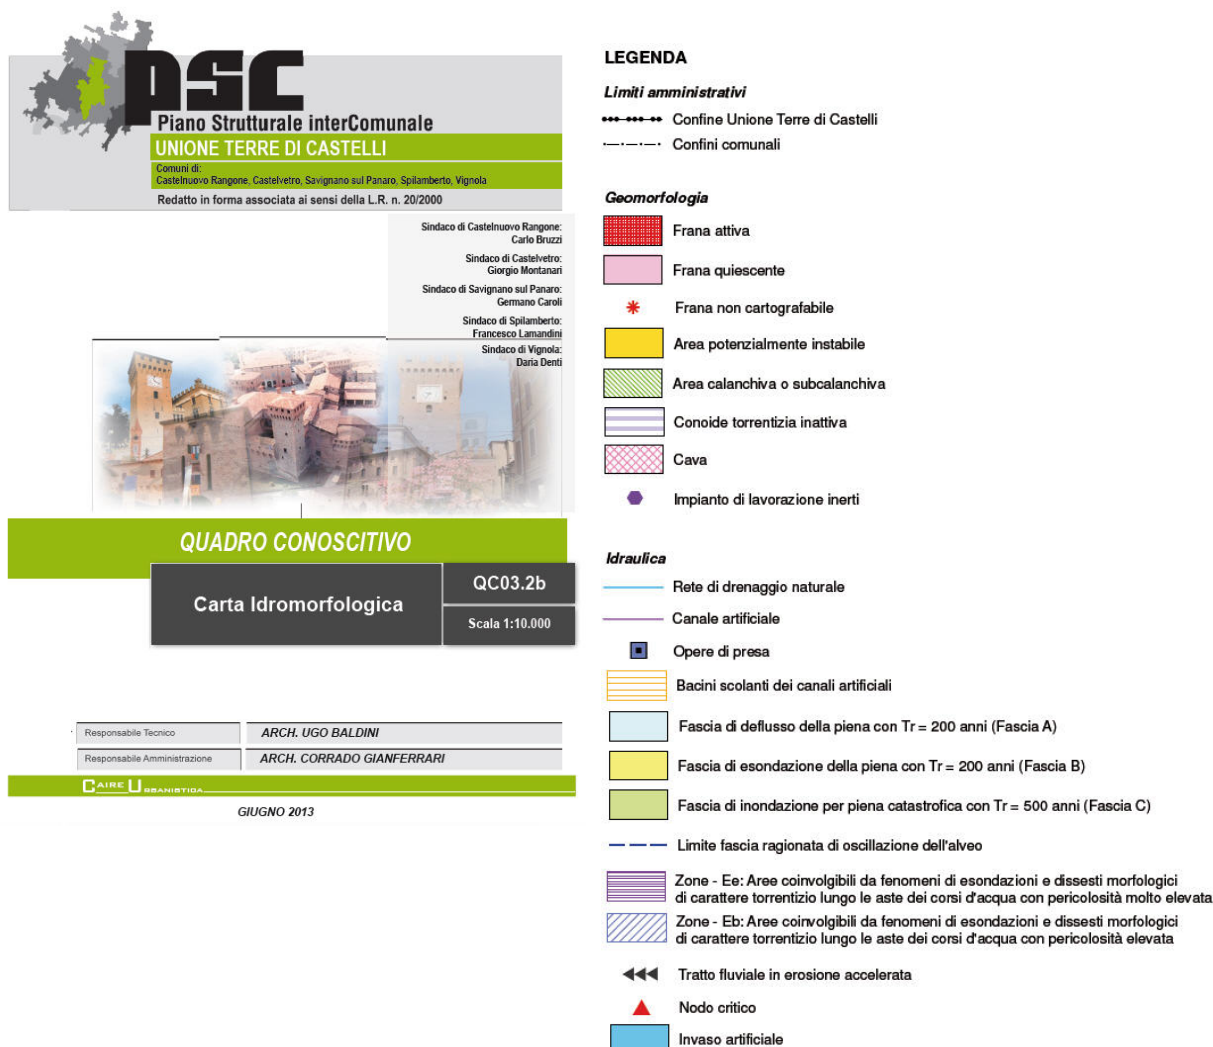 PSC
Piano Strutturale interComunale
UNIONE TERRE DI CASTELLI
Comuni di:
Castelnuovo Rangone, Castelvetro, Savignano sul Panaro, Spilamberto, Vignola
Redatto in forma associata ai sensi della L.R. n. 20/2000
Sindaco di Castelnuovo Rangone:
Carlo Bruzzi
Sindaco di Castelvetro:
Giorgio Montanari
Sindaco di Savignano sul Panaro:
Germano Caroli
Sindaco di Spilamberto:
Francesco Lamandini
Sindaco di Vignola:
Daria Denti
QUADRO CONOSCITIVO
Carta Idromorfologica
QC03.2b
Scala 1:10.000
Responsabile Tecnico
ARCH. UGO BALDINI
Responsabile Amministrazione
ARCH. CORRADO GIANFERRARI
CAIRE URBANISTICA
GIUGNO 2013
LEGENDA
Limiti amministrativi
Confine Unione Terre di Castelli
Confini comunali
Geomorfologia
Frana attiva
Frana quiescente
Frana non cartografabile
Area potenzialmente instabile
Area calanchiva o subcalanchiva
Conoide torrentizia inattiva
Cava
Impianto di lavorazione inerti
Idraulica
Rete di drenaggio naturale
Canale artificiale
Opere di presa
Bacini scolanti dei canali artificiali
Fascia di deflusso della piena con Tr = 200 anni (Fascia A)
Fascia di esondazione della piena con Tr = 200 anni (Fascia B)
Fascia di inondazione per piena catastrofica con Tr = 500 anni (Fascia C)
Limite fascia ragionata di oscillazione dell'alveo
Zone - Ee: Aree coinvolgibili da fenomeni di esondazioni e dissesti morfologici
di carattere torrentizio lungo le aste dei corsi d'acqua con pericolosità molto elevata
Zone - Eb: Aree coinvolgibili da fenomeni di esondazioni e dissesti morfologici
di carattere torrentizio lungo le aste dei corsi d'acqua con pericolosità elevata
Tratto fluviale in erosione accelerata
Nodo critico
Invaso artificiale